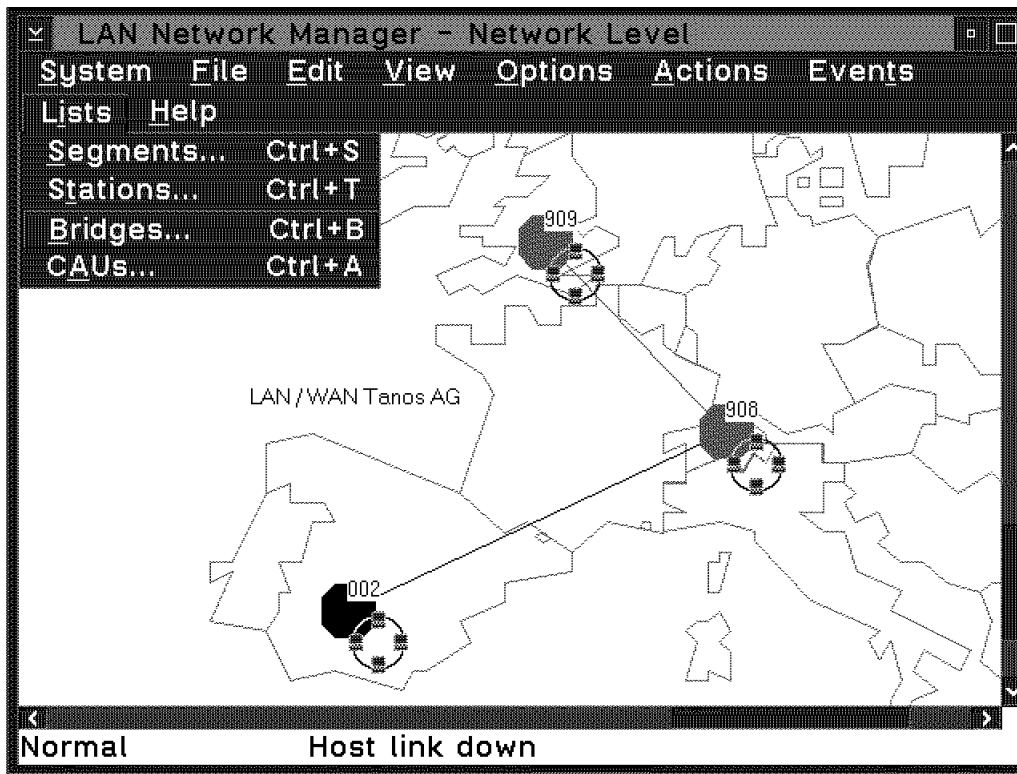 LAN Network Manager - Network Level
System File Edit View Options Actions Events
Lists Help
Segments... Ctrl+S
Stations... Ctrl+T
Bridges... Ctrl+B
CAUs... Ctrl+A
909
LAN/WAN Tanos AG
908
002
Normal Host link down